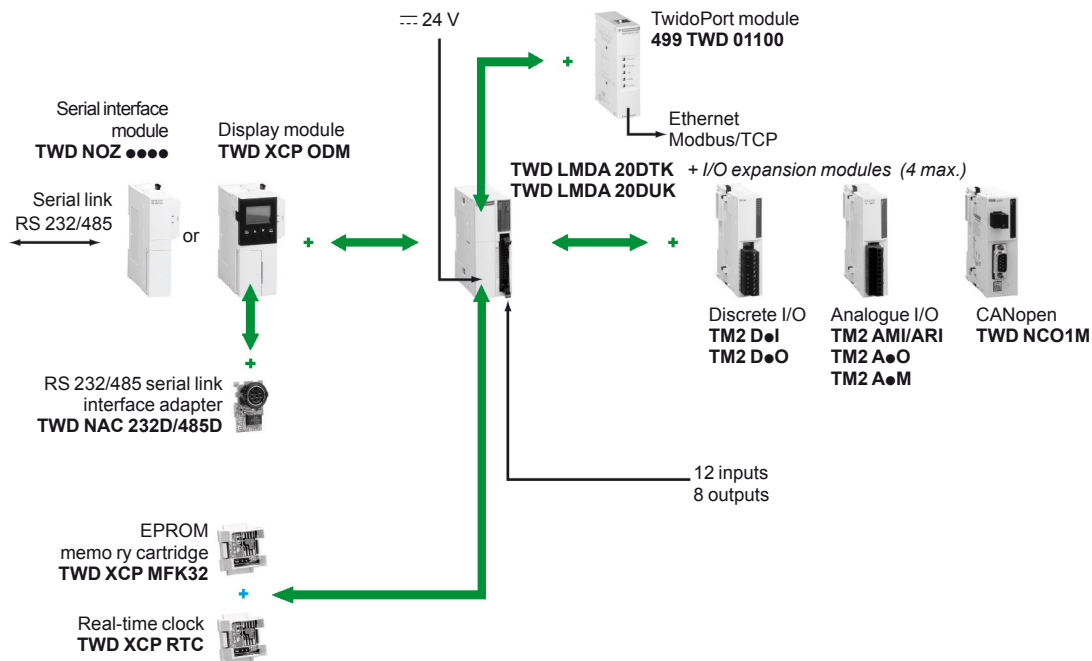 ⎓ 24 V
TwidoPort module
499 TWD 01100
Ethernet
Modbus/TCP
Serial interface
module
TWD NOZ ●●●●
Display module
TWD XCP ODM
TWD LMDA 20DTK
TWD LMDA 20DUK
+ I/O expansion modules (4 max.)
Serial link
RS 232/485
or
+
+
+
+
Discrete I/O
TM2 D●I
TM2 D●O
Analogue I/O
TM2 AMI/ARI
TM2 A●O
TM2 A●M
CANopen
TWD NCO1M
RS 232/485 serial link
interface adapter
TWD NAC 232D/485D
12 inputs
8 outputs
EPROM
memo ry cartridge
TWD XCP MFK32
+
Real-time clock
TWD XCP RTC